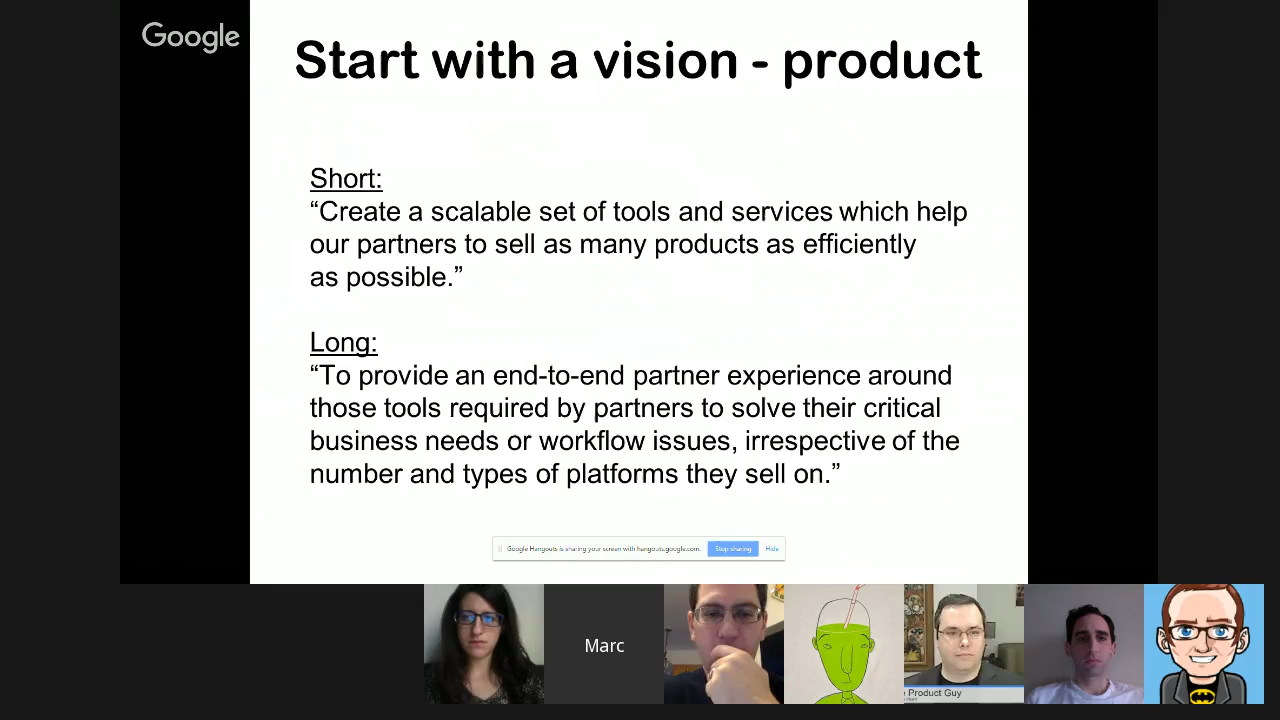 Google
Start with a vision - product
Short:
“Create a scalable set of tools and services which help
our partners to sell as many products as efficiently
as possible.”
Long:
“To provide an end-to-end partner experience around
those tools required by partners to solve their critical
business needs or workflow issues, irrespective of the
number and types of platforms they sell on.”
Google Hangouts is sharing your screen with hangouts.google.com.
Stop sharing
Hide
Marc
Product Guy